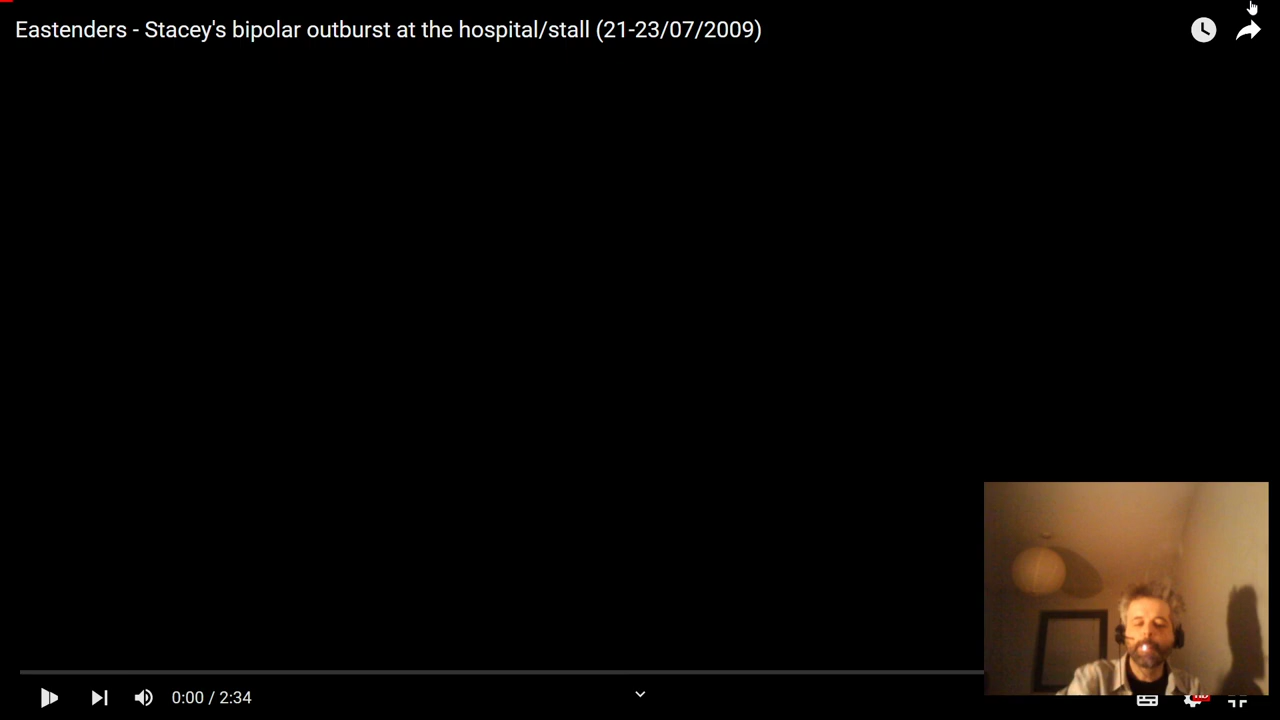 Eastenders - Stacey's bipolar outburst at the hospital/stall (21-23/07/2009)
0:00 / 2:34